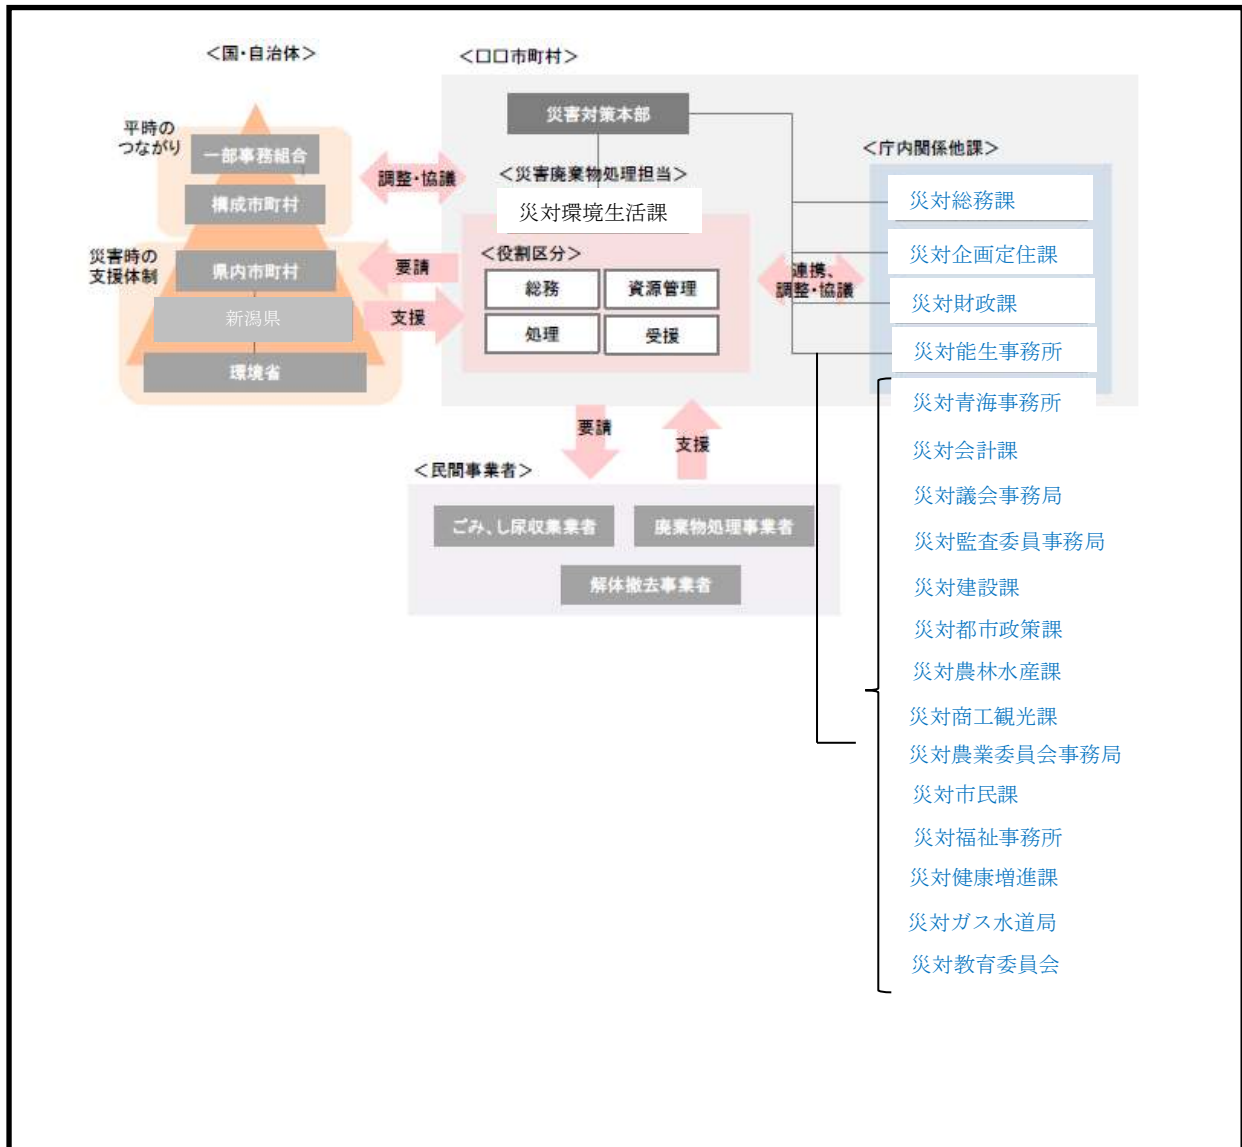 ＜国・自治体＞
平時の
つながり
一部事務組合
構成市町村
災害時の
支援体制
県内市町村
新潟県
環境省
調整・協議
要請
支援
＜口口市町村＞
災害対策本部
＜災害廃棄物処理担当＞
災対環境生活課
＜役割区分＞
総務
資源管理
処理
受援
連携、
調整・協議
＜庁内関係他課＞
災対総務課
災対企画定住課
災対財政課
災対能生事務所
災対青海事務所
災対会計課
災対議会事務局
災対監査委員事務局
災対建設課
災対都市政策課
災対農林水産課
災対商工観光課
災対農業委員会事務局
災対市民課
災対福祉事務所
災対健康増進課
災対ガス水道局
災対教育委員会
要請
支援
＜民間事業者＞
ごみ、し尿収集業者
廃棄物処理事業者
解体撤去事業者